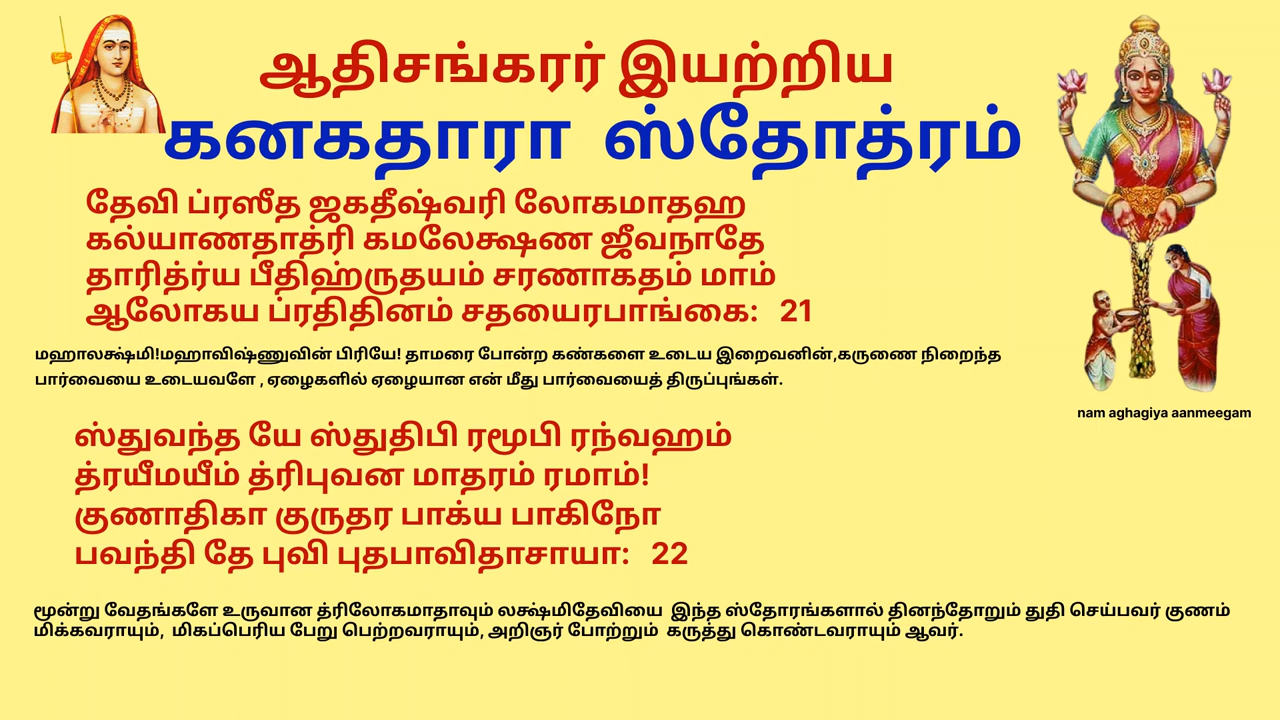 ஆதிசங்கரர் இயற்றிய
கனகதாரா ஸ்தோத்ரம்
தேவி ப்ரஸீத ஜகதீஷ்வரி லோகமாதஹ
கல்யாணதாத்ரி கமலேக்ஷண ஜீவநாதே
தாரித்ர்ய பீதிஹ்ருதயம் சரணாகதம் மாம்
ஆலோகய ப்ரதிதினம் சதயைரபாங்கை: 21
மஹாலக்ஷ்மி!மஹாவிஷ்ணுவின் பிரியே! தாமரை போன்ற கண்களை உடைய இறைவனின்,கருணை நிறைந்த
பார்வையை உடையவளே , ஏழைகளில் ஏழையான என் மீது பார்வையைத் திருப்புங்கள்.
nam aghagiya aanmeegam
ஸ்துவந்த யே ஸ்துதிபி ரமூபி ரந்வஹம்
த்ரயீமயீம் த்ரிபுவன மாதரம் ரமாம்!
குணாதிகா குருதர பாக்ய பாகிநோ
பவந்தி தே புவி புதபாவிதாசாயா: 22
மூன்று வேதங்களே உருவான த்ரிலோகமாதாவும் லக்ஷ்மிதேவியை இந்த ஸ்தோரங்களால் தினந்தோறும் துதி செய்பவர் குணம்
மிக்கவராயும், மிகப்பெரிய பேறு பெற்றவராயும், அறிஞர் போற்றும் கருத்து கொண்டவராயும் ஆவர்.